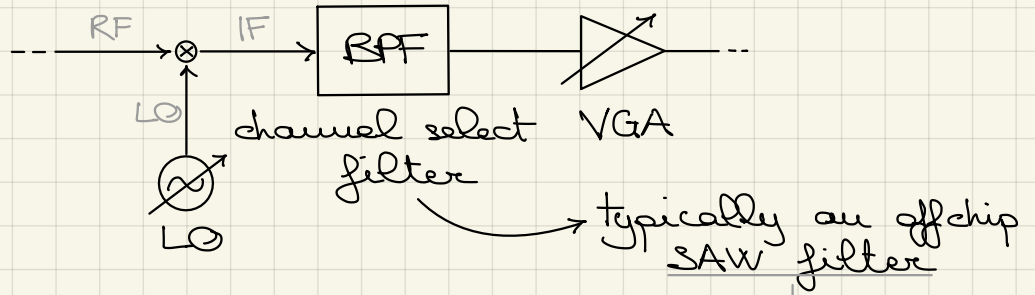 RF
IF
BPF
LO
channel select
filter
VGA
LO
typically an offchip
SAW filter